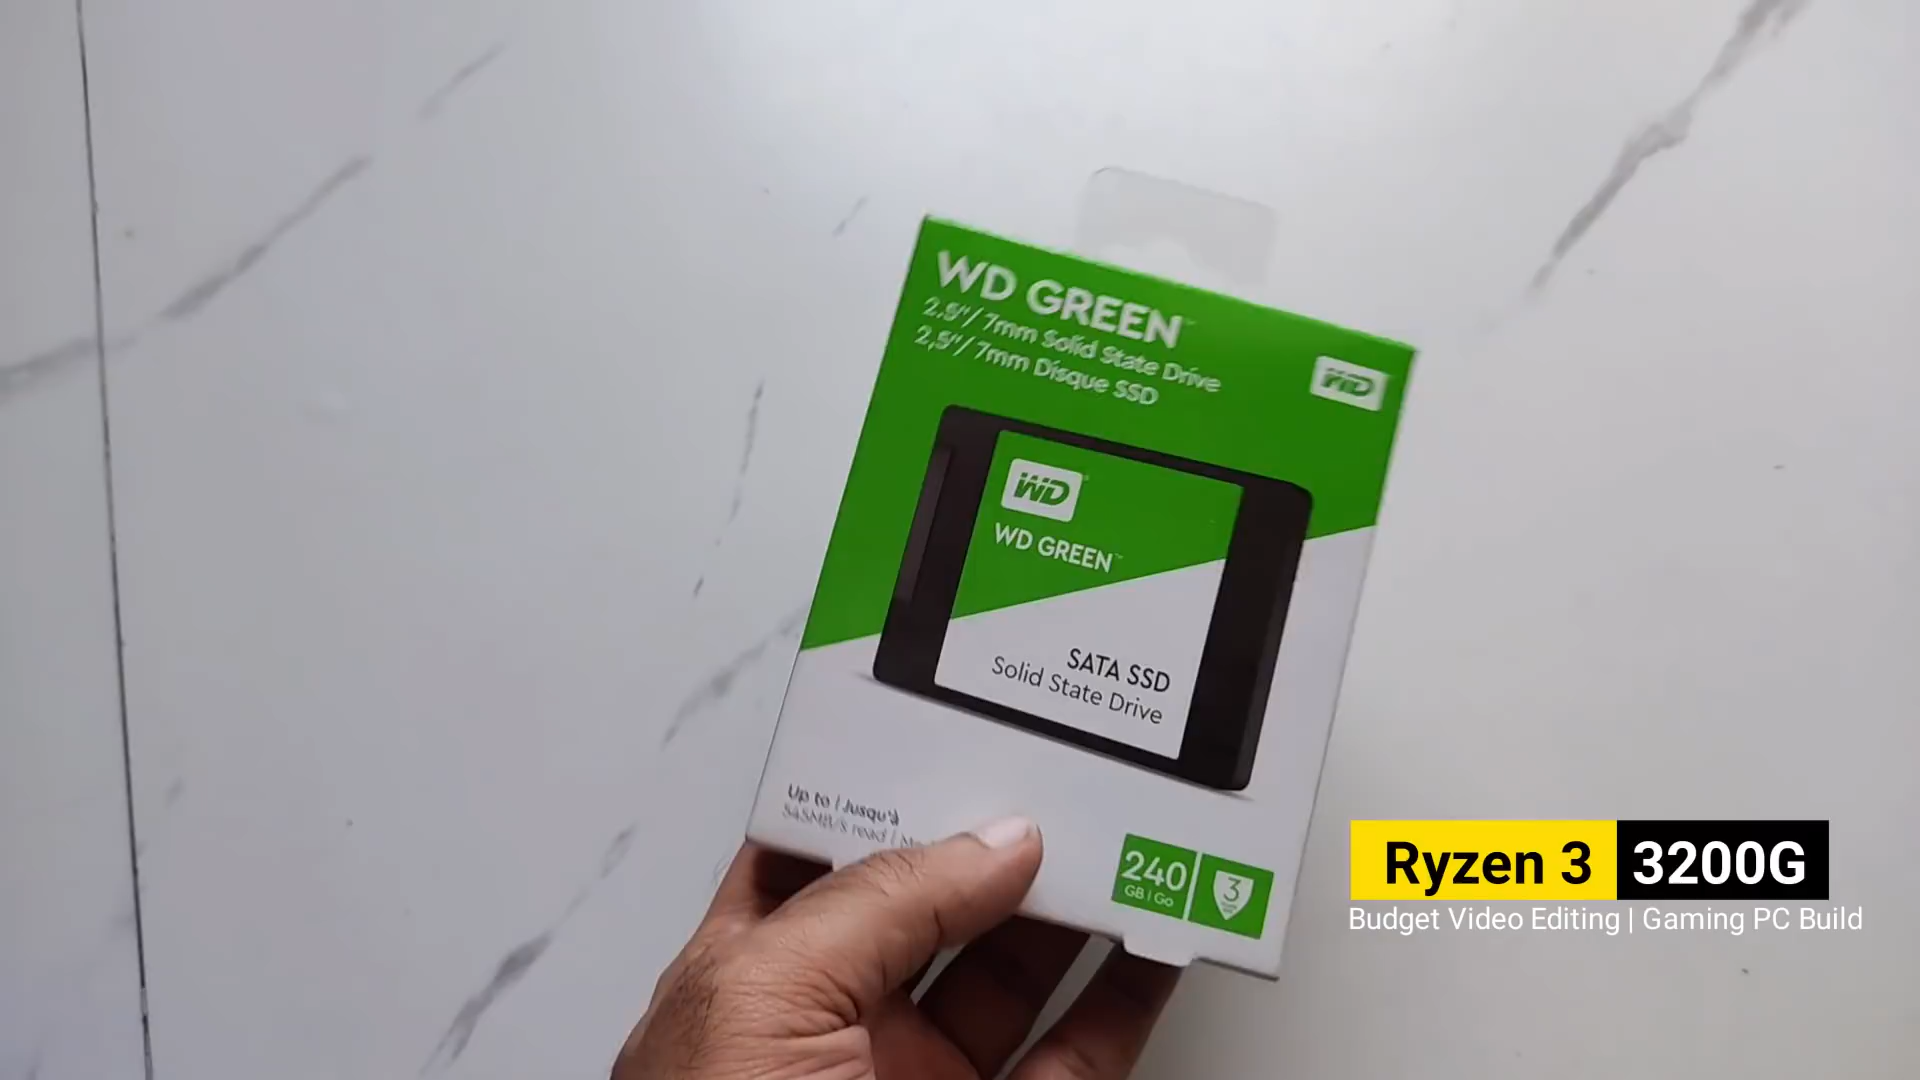 WD GREEN™
2.5"/ 7mm Solid State Drive
2,5"/ 7mm Disque SSD
WD
WD®
WD GREEN™
SATA SSD
Solid State Drive
Up to | Jusqu'à
545MB/s read |
240
GB | Go
3
Ryzen 3 3200G
Budget Video Editing | Gaming PC Build